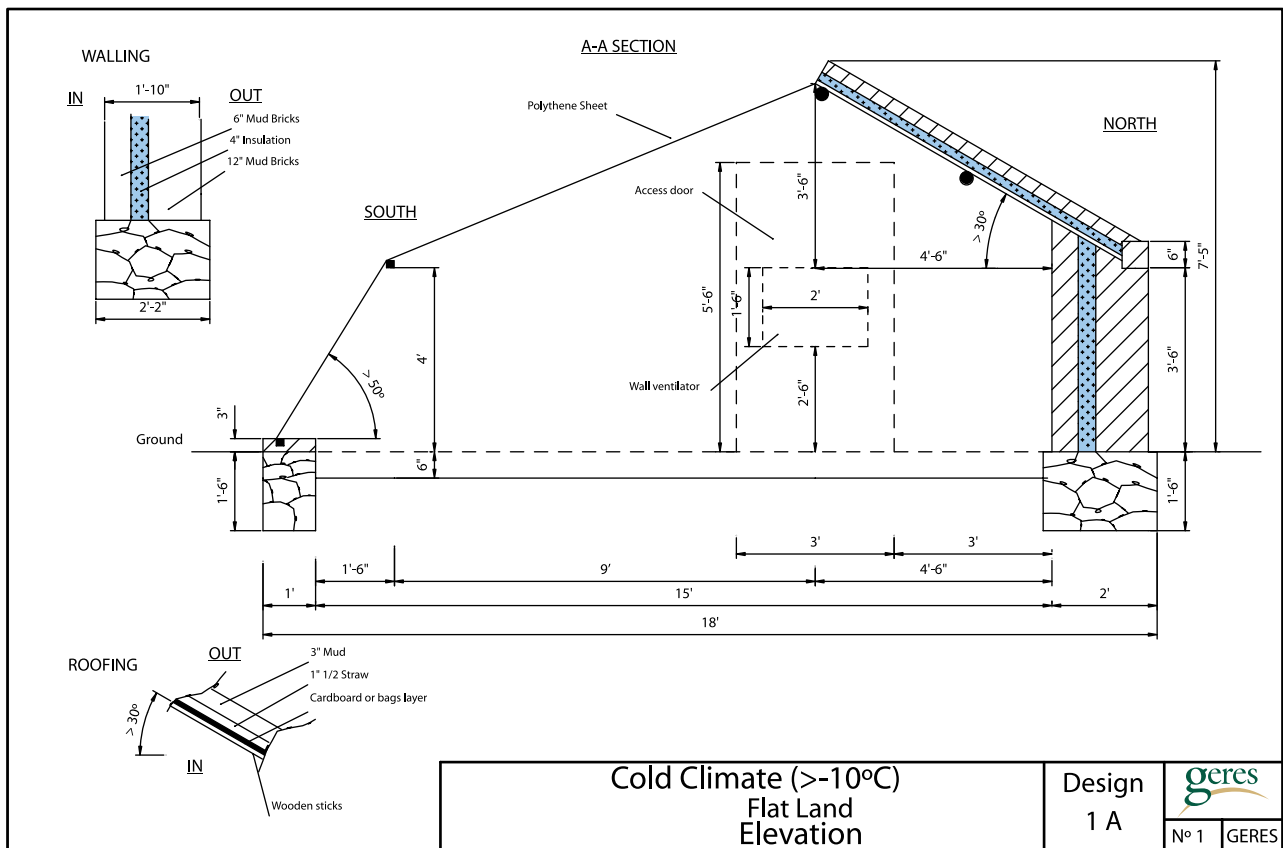 WALLING
IN
1'-10"
OUT
6" Mud Bricks
4" Insulation
12" Mud Bricks
2'-2"
A-A SECTION
Polythene Sheet
NORTH
SOUTH
Access door
3'-6"
> 30º
4'-6"
6"
7'-5"
5'-6"
1'-6"
2'
4'
> 50º
Wall ventilator
2'-6"
3'-6"
3"
Ground
6"
1'-6"
1'-6"
3'
3'
1'-6"
9'
4'-6"
1'
15'
2'
18'
ROOFING
OUT
3" Mud
1" 1/2 Straw
Cardboard or bags layer
> 30º
IN
Wooden sticks
Cold Climate (>-10ºC)
Flat Land
Elevation
Design
1 A
geres
Nº 1
GERES